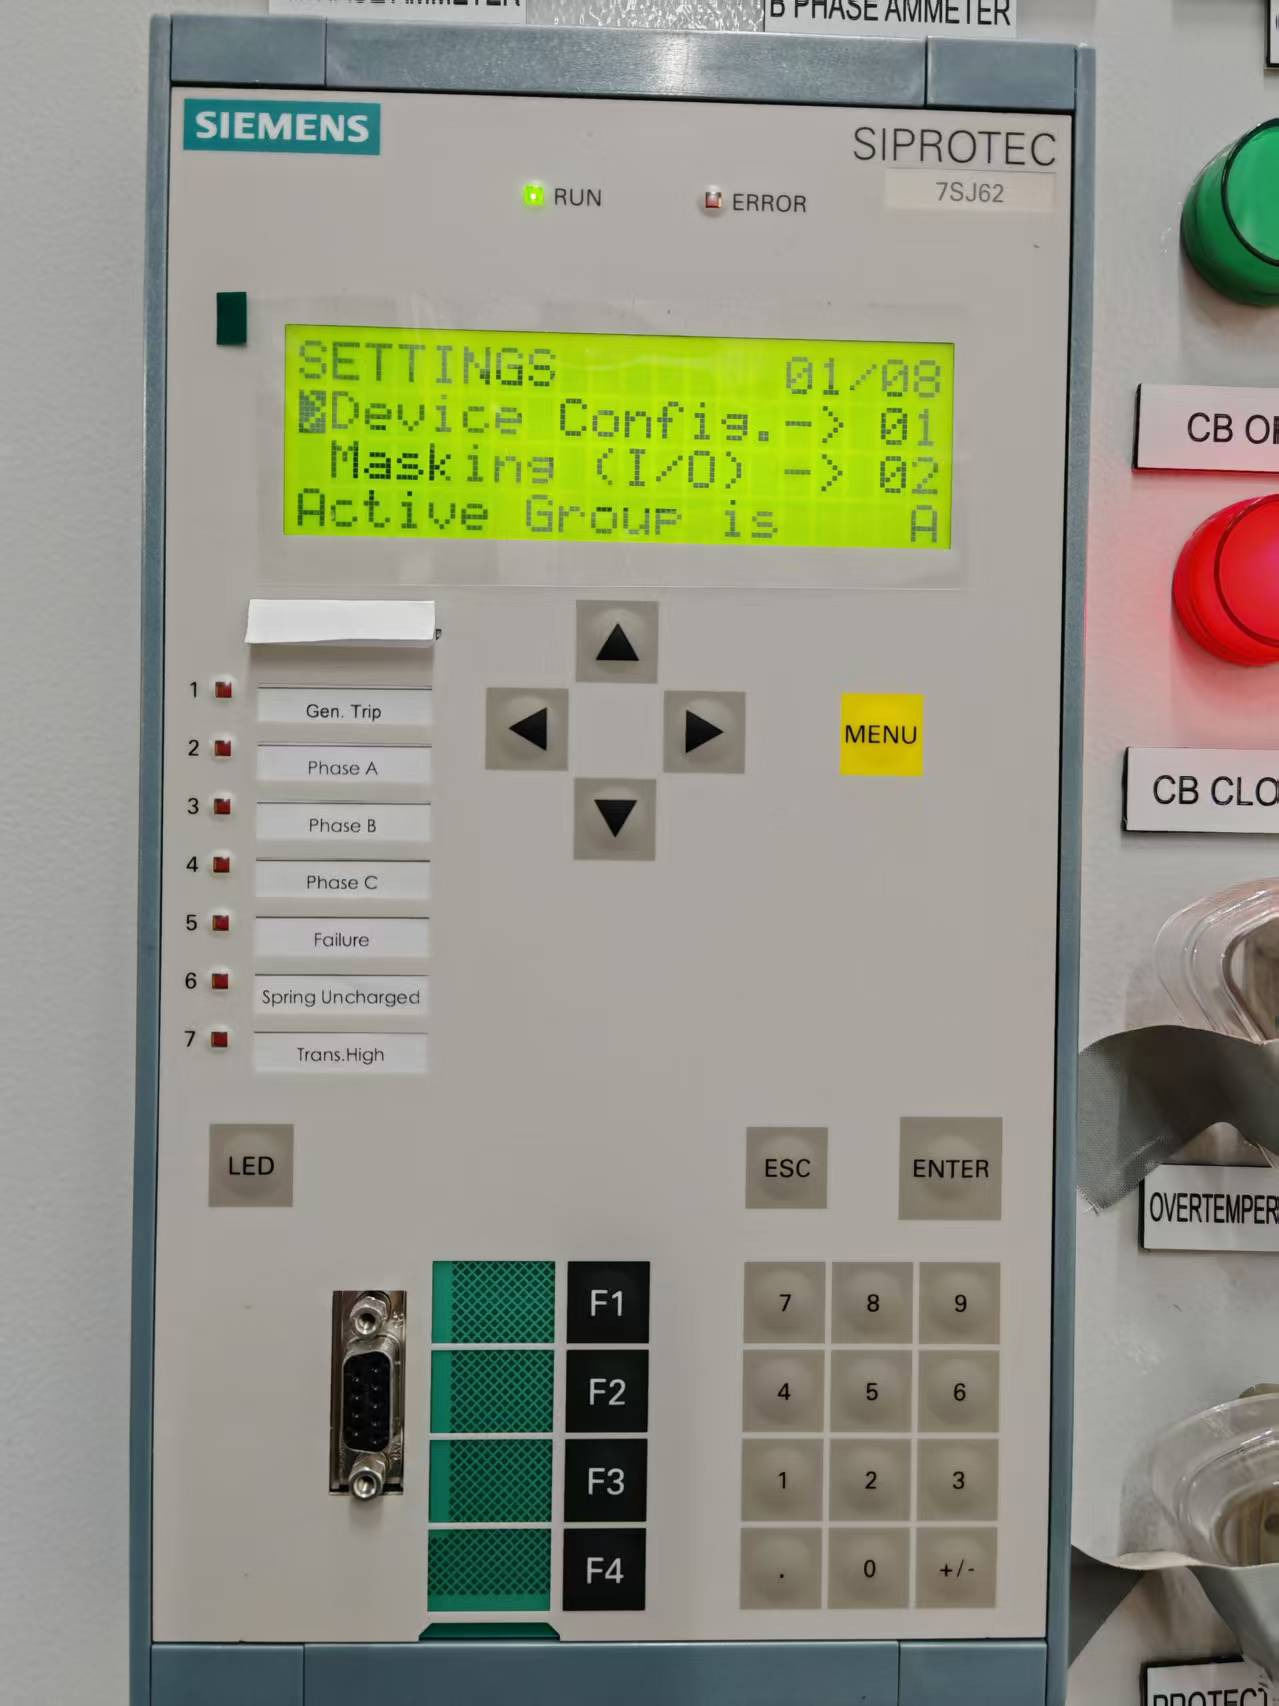 B PHASE AMMETER
SIEMENS
SIPROTEC
7SJ62
RUN
ERROR
SETTINGS 01/08
Device Config.-> 01
Masking (I/O) -> 02
Active Group is A
1 Gen. Trip
2 Phase A
3 Phase B
4 Phase C
5 Failure
6 Spring Uncharged
7 Trans.High
MENU
CB
CB CLO
LED
ESC
ENTER
OVERTEMPER
F1
7 8 9
F2
4 5 6
F3
1 2 3
F4
. 0 +/-